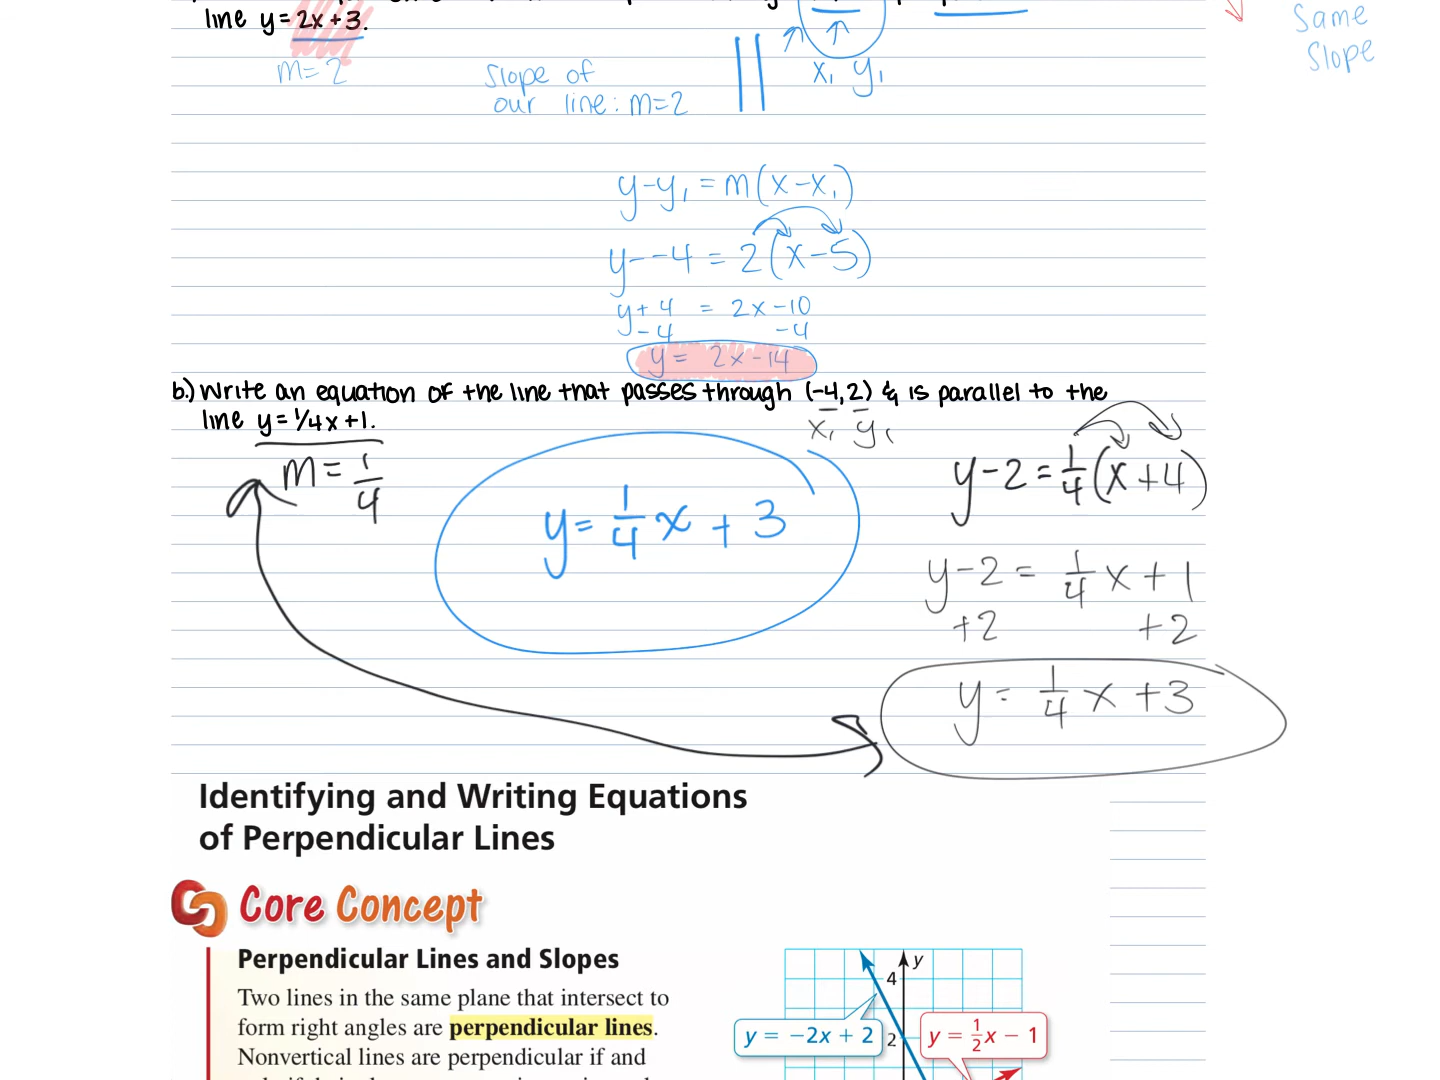 line y = 2x + 3.
Same
Slope
m = 2
Slope of
our line: m = 2
x₁ y₁
y - y₁ = m(x - x₁)
y - -4 = 2(x - 5)
y + 4 = 2x - 10
-4 -4
y = 2x - 14
b.) Write an equation of the line that passes through (-4, 2) & is parallel to the
line y = 1/4 x + 1.
x₁ y₁
m = 1/4
y - 2 = 1/4 (x + 4)
y = 1/4 x + 3
y - 2 = 1/4 x + 1
+2 +2
y = 1/4 x + 3
Identifying and Writing Equations
of Perpendicular Lines
Core Concept
Perpendicular Lines and Slopes
Two lines in the same plane that intersect to
form right angles are perpendicular lines.
Nonvertical lines are perpendicular if and
y
4
y = −2x + 2
2
y = 1/2 x − 1